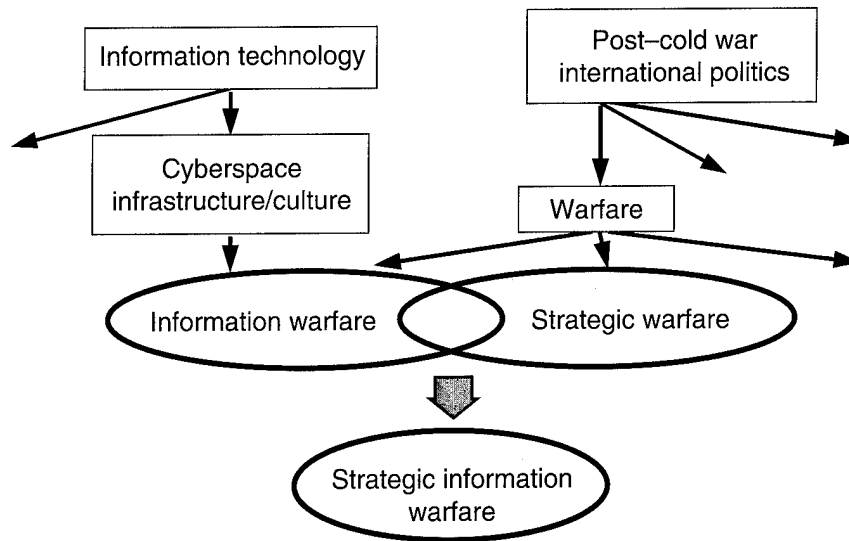 Information technology
Post–cold war
international politics
Cyberspace
infrastructure/culture
Warfare
Information warfare
Strategic warfare
Strategic information
warfare